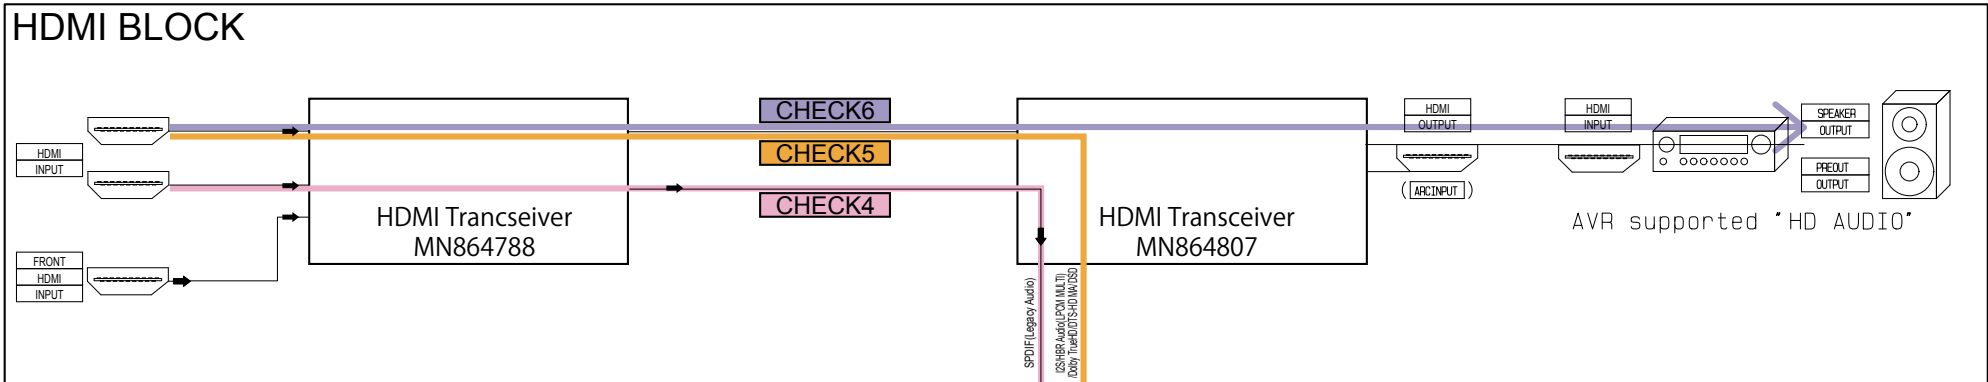 HDMI BLOCK
CHECK6
CHECK5
CHECK4
HDMI
INPUT
FRONT
HDMI
INPUT
HDMI Trancseiver
MN864788
HDMI Transceiver
MN864807
SPDIF(Legacy Audio)
I2S/HBR Audio(LPCM MULTI)
/Dolby TrueHD/DTS-HD MA/DSD
HDMI
OUTPUT
(ARCINPUT)
HDMI
INPUT
SPEAKER
OUTPUT
PREOUT
OUTPUT
AVR supported "HD AUDIO"